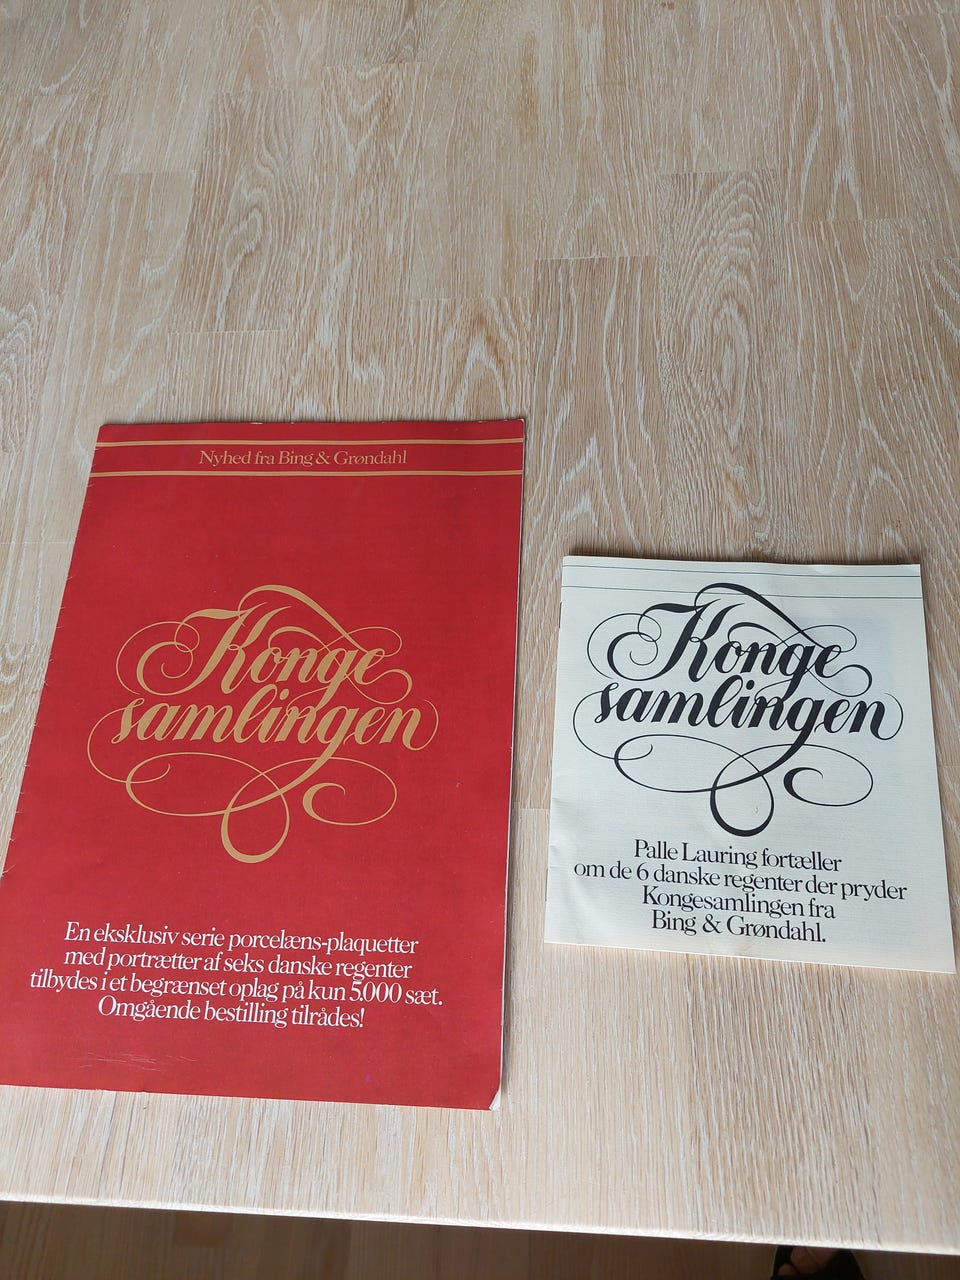 Nyhed fra Bing & Grøndahl
Konge
samlingen
En eksklusiv serie porcelæns-plaquetter
med portrætter af seks danske regenter
tilbydes i et begrænset oplag på kun 5.000 sæt.
Omgående bestilling tilrådes!
Konge
samlingen
Palle Lauring fortæller
om de 6 danske regenter der pryder
Kongesamlingen fra
Bing & Grøndahl.